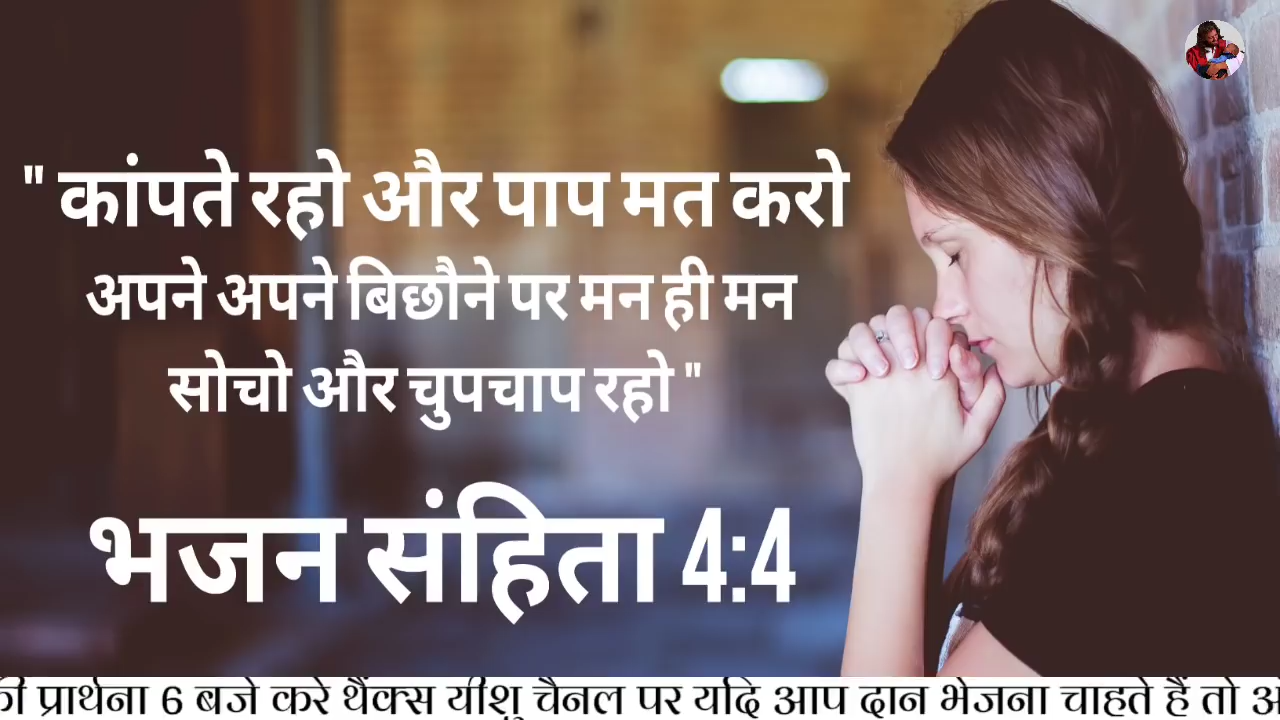 " कांपते रहो और पाप मत करो
अपने अपने बिछौने पर मन ही मन
सोचो और चुपचाप रहो "
भजन संहिता 4:4
प्रार्थना 6 बजे करे थैंक्स यीशु चैनल पर यदि आप दान भेजना चाहते हैं तो